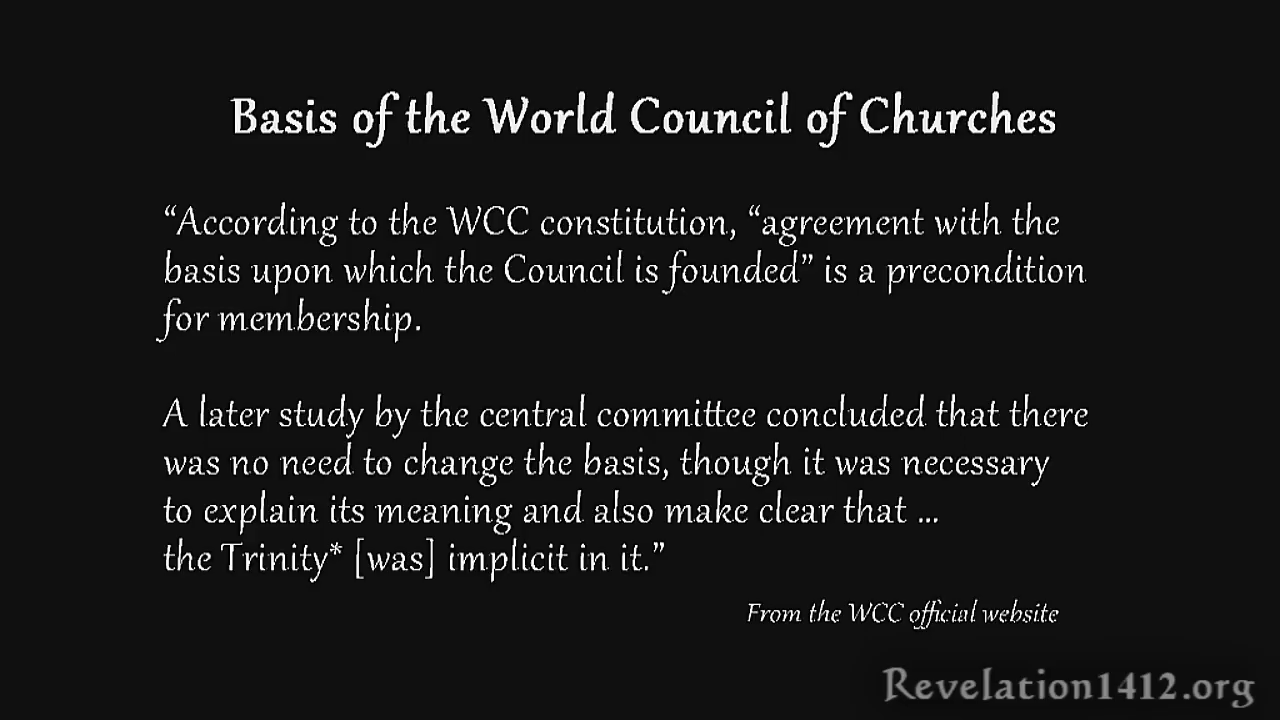 Basis of the World Council of Churches
“According to the WCC constitution, “agreement with the
basis upon which the Council is founded” is a precondition
for membership.
A later study by the central committee concluded that there
was no need to change the basis, though it was necessary
to explain its meaning and also make clear that ...
the Trinity* [was] implicit in it.”
From the WCC official website
Revelation1412.org